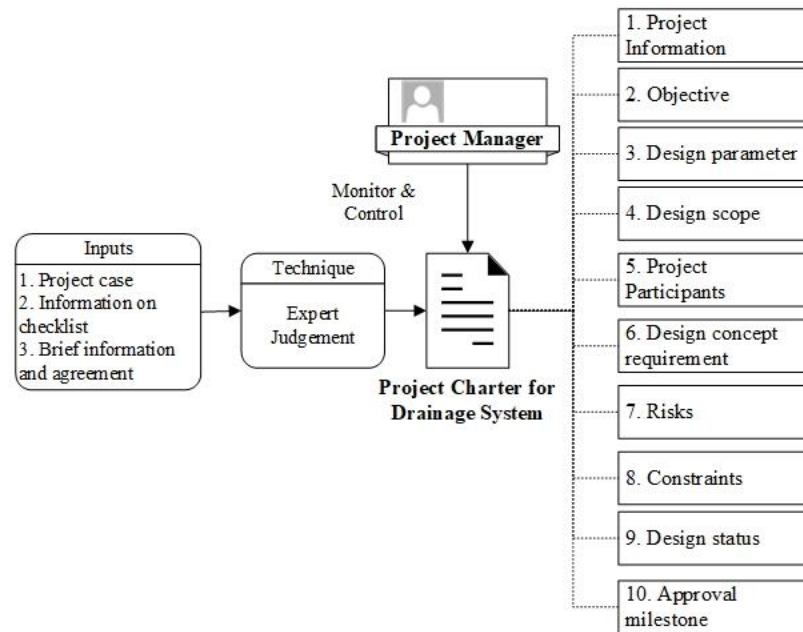 Inputs
1. Project case
2. Information on
checklist
3. Brief information
and agreement
Technique
Expert
Judgement
Project Manager
Monitor &
Control
Project Charter for
Drainage System
1. Project
Information
2. Objective
3. Design parameter
4. Design scope
5. Project
Participants
6. Design concept
requirement
7. Risks
8. Constraints
9. Design status
10. Approval
milestone